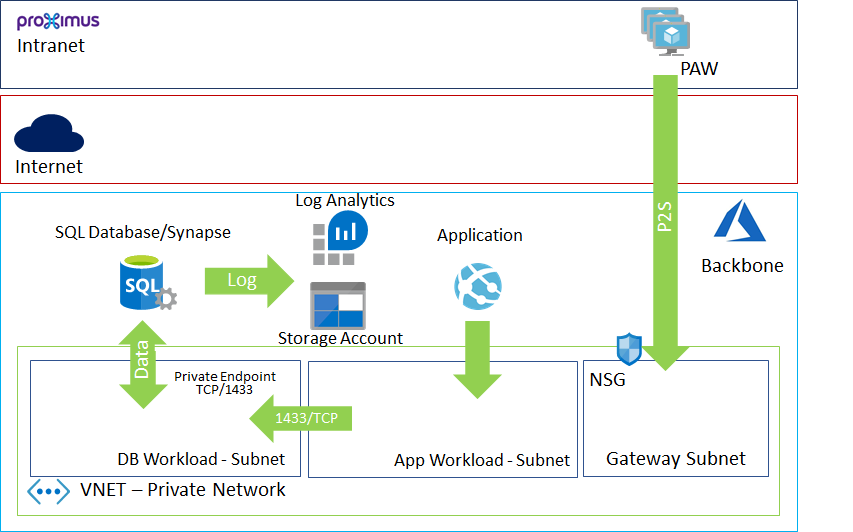 proximus
Intranet
PAW
Internet
P2S
Log Analytics
SQL Database/Synapse
Application
Backbone
SQL
Log
Storage Account
Data
Private Endpoint
TCP/1433
NSG
1433/TCP
DB Workload - Subnet
App Workload - Subnet
Gateway Subnet
VNET – Private Network